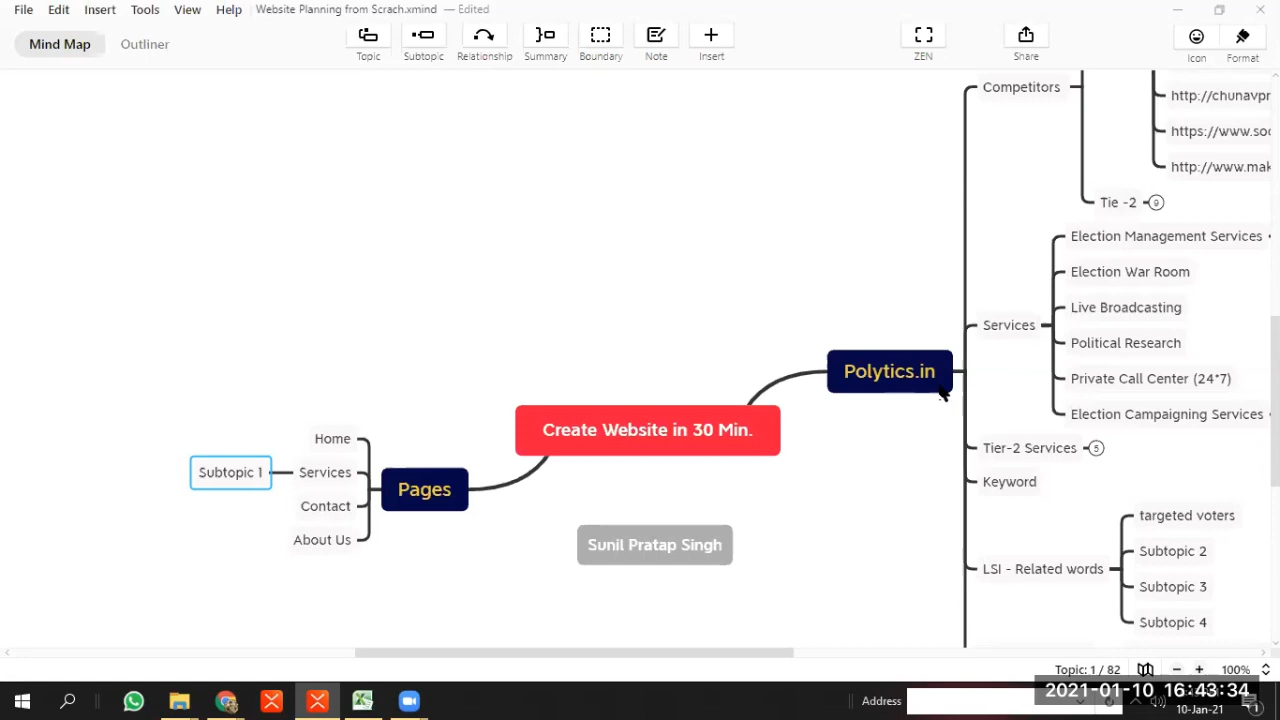 File Edit Insert Tools View Help Website Planning from Scrach.xmind — Edited
Mind Map Outliner
Topic Subtopic Relationship Summary Boundary Note Insert ZEN Share Icon Format
Competitors
http://chunavpr
https://www.soc
http://www.mak
Tie -2 9
Services
Election Management Services
Election War Room
Live Broadcasting
Political Research
Private Call Center (24*7)
Election Campaigning Services
Polytics.in
Create Website in 30 Min.
Tier-2 Services 5
Keyword
LSI - Related words
targeted voters
Subtopic 2
Subtopic 3
Subtopic 4
Pages
Home
Services
Subtopic 1
Contact
About Us
Sunil Pratap Singh
Topic: 1 / 82 100%
Address
2021-01-10 16:43:34
10-Jan-21